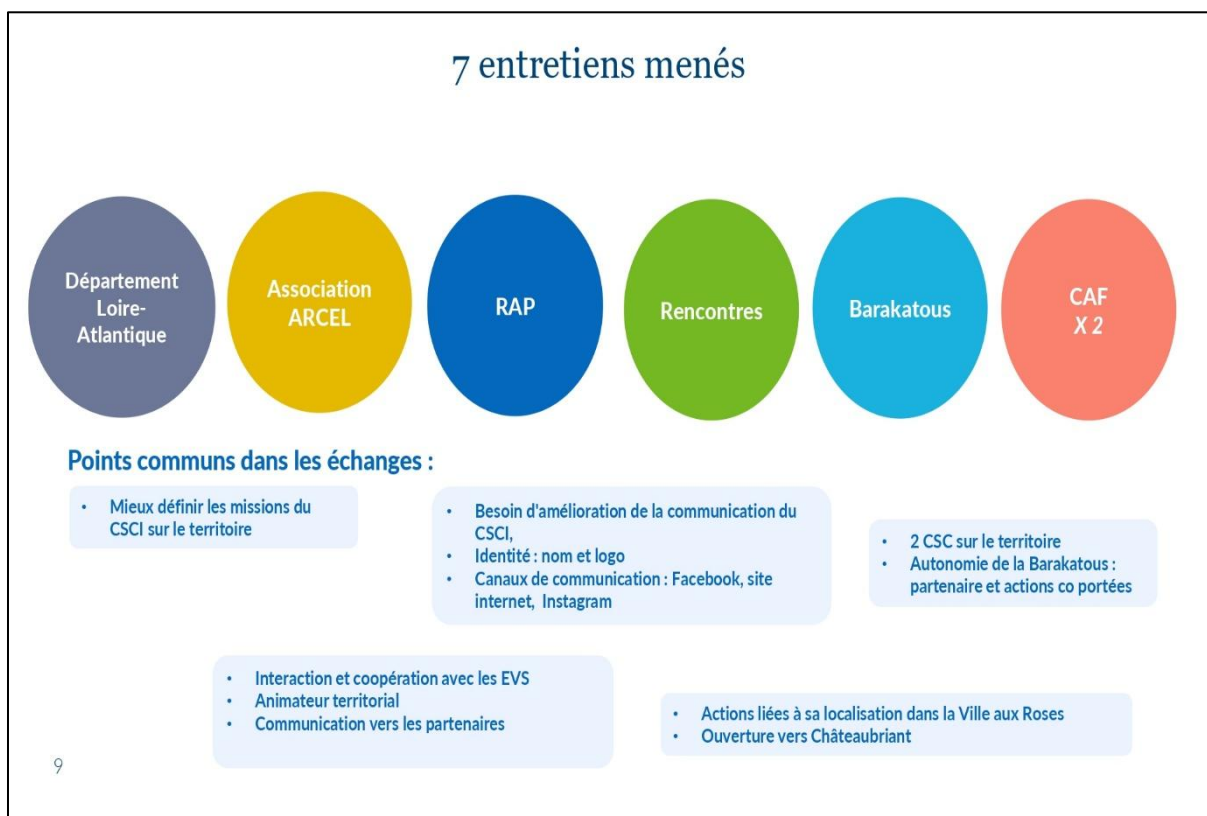 7 entretiens menés
Département
Loire-
Atlantique
Association
ARCEL
RAP
Rencontres
Barakatous
CAF
X 2
Points communs dans les échanges :
• Mieux définir les missions du
CSCI sur le territoire
• Besoin d'amélioration de la communication du
CSCI,
• Identité : nom et logo
• Canaux de communication : Facebook, site
internet, Instagram
• 2 CSC sur le territoire
• Autonomie de la Barakatous :
partenaire et actions co portées
• Interaction et coopération avec les EVS
• Animateur territorial
• Communication vers les partenaires
• Actions liées à sa localisation dans la Ville aux Roses
• Ouverture vers Châteaubriant
9